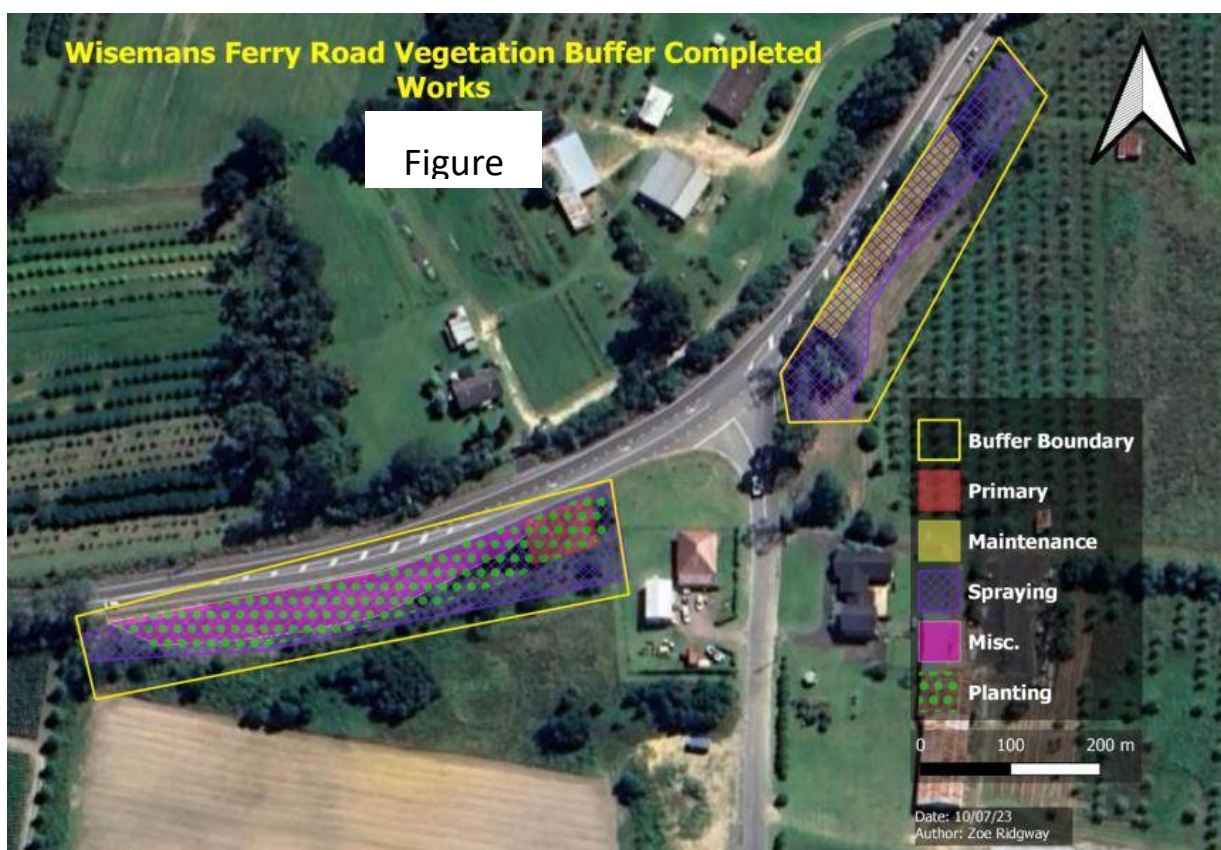 Wisemans Ferry Road Vegetation Buffer Completed
Works
Figure
Buffer Boundary
Primary
Maintenance
Spraying
Misc.
Planting
0 100 200 m
Date: 10/07/23
Author: Zoe Ridgway